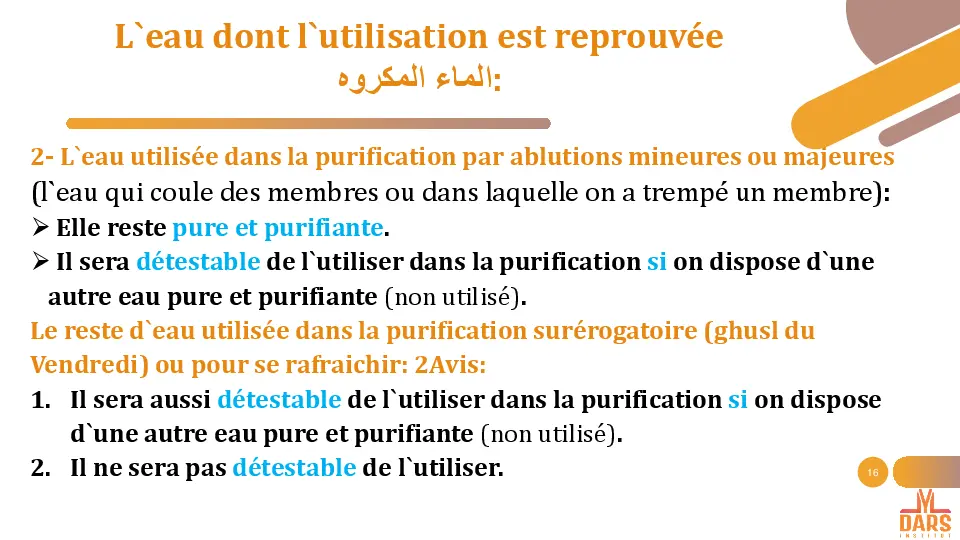 L`eau dont l`utilisation est reprouvée
الماء المكروه:
2- L`eau utilisée dans la purification par ablutions mineures ou majeures
(l`eau qui coule des membres ou dans laquelle on a trempé un membre):
➢ Elle reste pure et purifiante.
➢ Il sera détestable de l`utiliser dans la purification si on dispose d`une
autre eau pure et purifiante (non utilisé).
Le reste d`eau utilisée dans la purification surérogatoire (ghusl du
Vendredi) ou pour se rafraichir: 2Avis:
1. Il sera aussi détestable de l`utiliser dans la purification si on dispose
d`une autre eau pure et purifiante (non utilisé).
2. Il ne sera pas détestable de l`utiliser.
16
DARS
INSTITUT